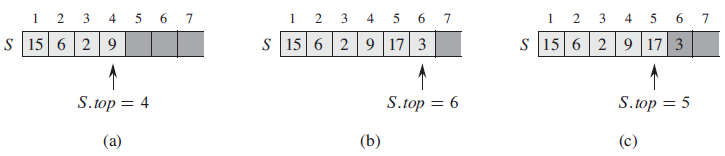 1 2 3 4 5 6 7
S 15 6 2 9
S.top = 4
(a)
1 2 3 4 5 6 7
S 15 6 2 9 17 3
S.top = 6
(b)
1 2 3 4 5 6 7
S 15 6 2 9 17 3
S.top = 5
(c)